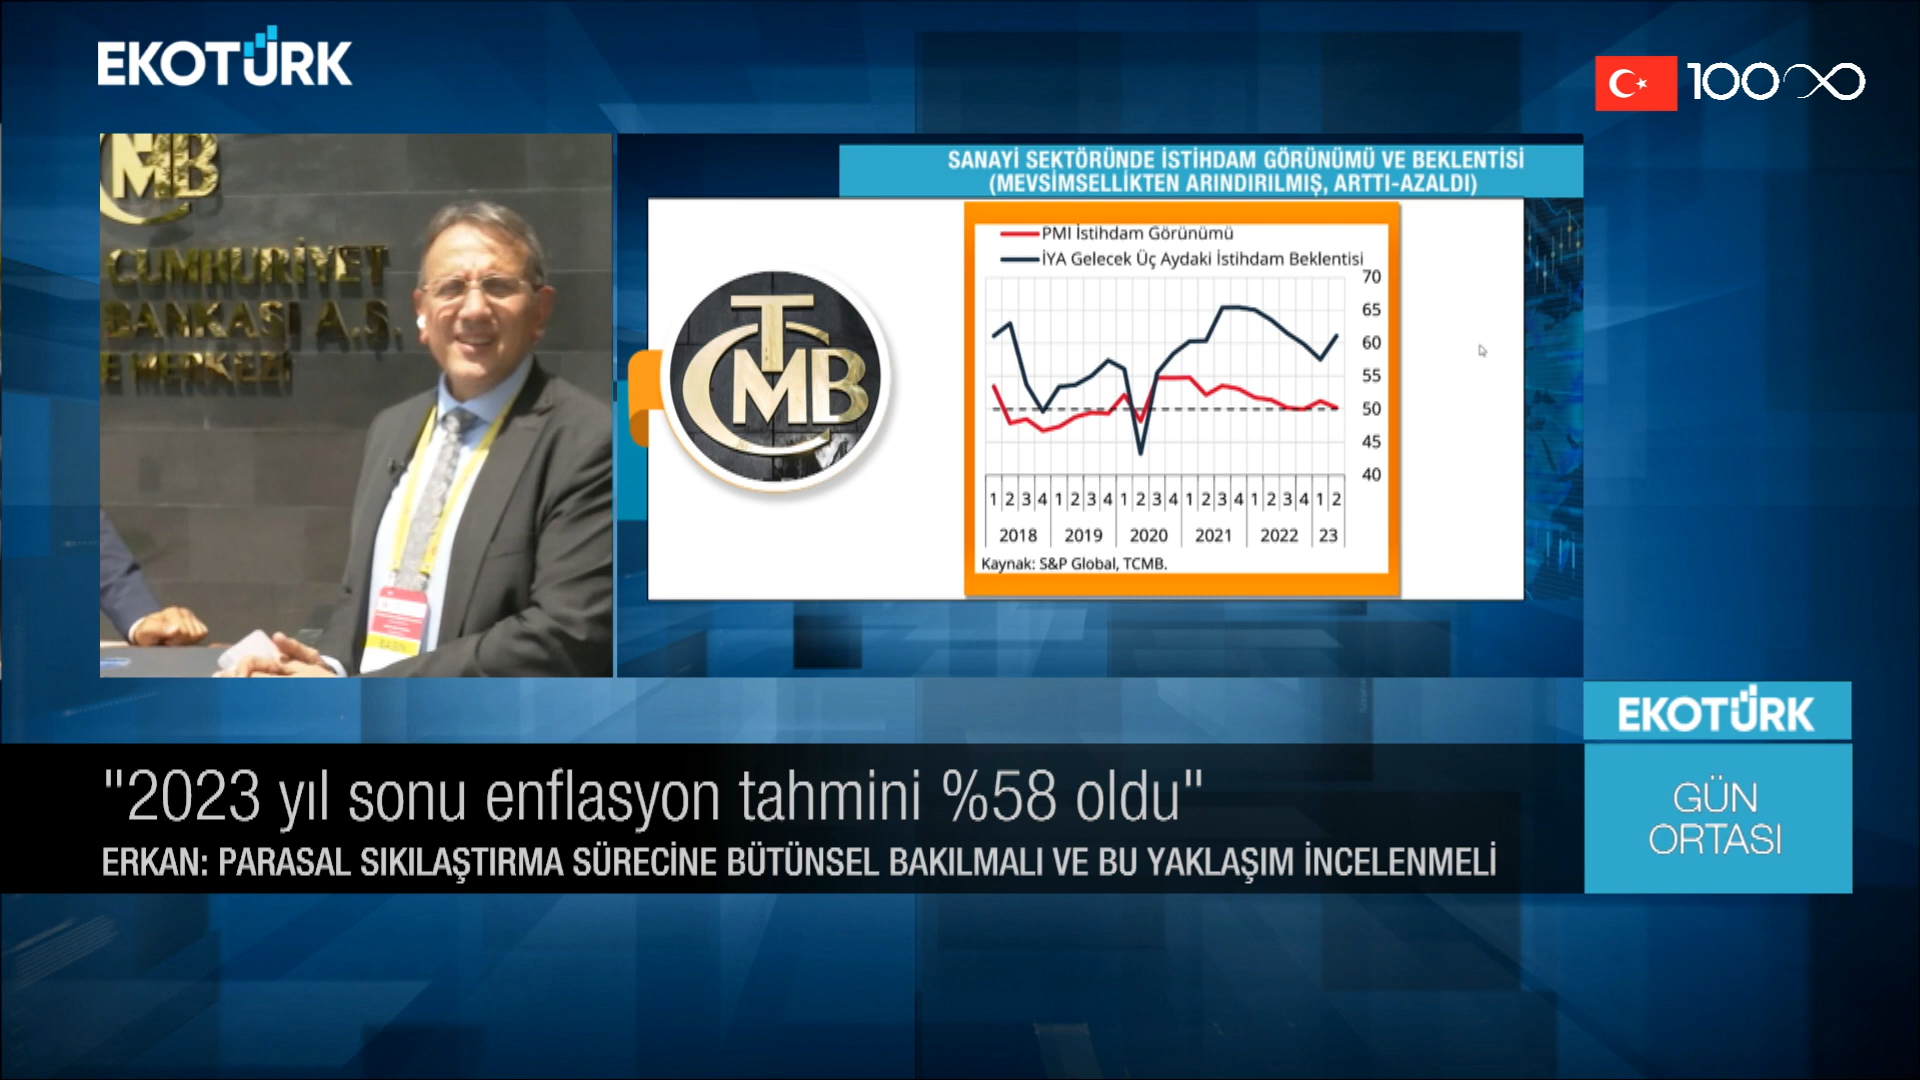 EKOTÜRK
100
MB
CUMHURİYET
BANKASI A.Ş.
E MERKEZİ
SANAYİ SEKTÖRÜNDE İSTİHDAM GÖRÜNÜMÜ VE BEKLENTİSİ
(MEVSİMSELLİKTEN ARINDIRILMIŞ, ARTTI-AZALDI)
TCMB
PMI İstihdam Görünümü
İYA Gelecek Üç Aydaki İstihdam Beklentisi
70
65
60
55
50
45
40
1 2 3 4 1 2 3 4 1 2 3 4 1 2 3 4 1 2 3 4 1 2
2018 2019 2020 2021 2022 23
Kaynak: S&P Global, TCMB.
EKOTÜRK
GÜN
ORTASI
"2023 yıl sonu enflasyon tahmini %58 oldu"
ERKAN: PARASAL SIKILAŞTIRMA SÜRECİNE BÜTÜNSEL BAKILMALI VE BU YAKLAŞIM İNCELENMELİ